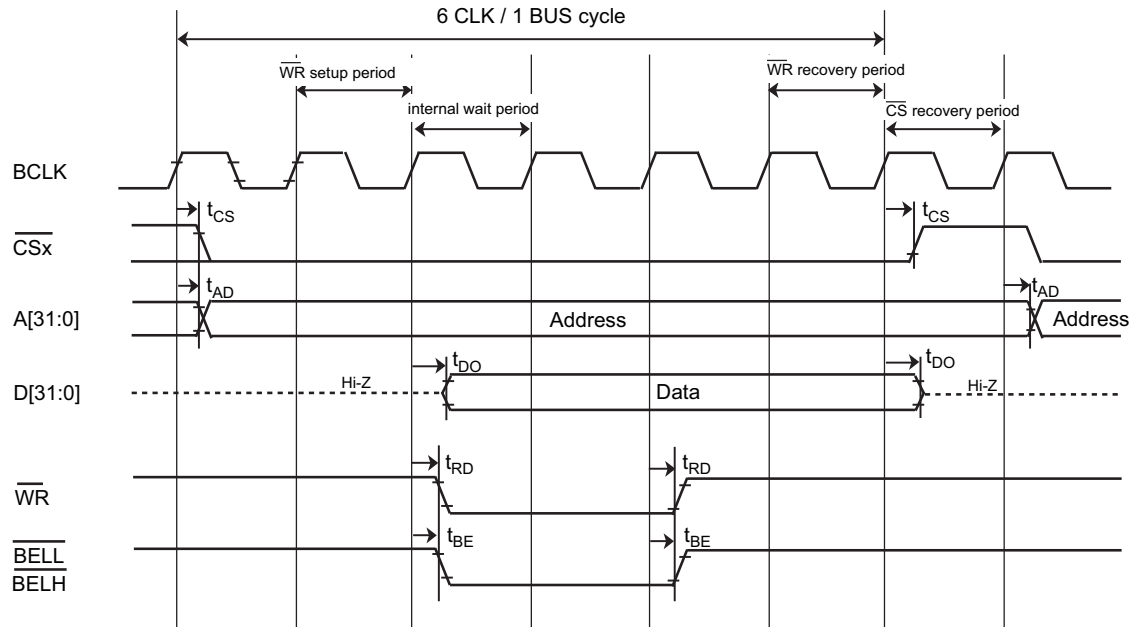 6 CLK / 1 BUS cycle
WR setup period
WR recovery period
internal wait period
CS recovery period
BCLK
tCS
tCS
CSx
tAD
tAD
A[31:0]
Address
Address
tDO
tDO
D[31:0]
Hi-Z
Data
Hi-Z
tRD
tRD
WR
tBE
tBE
BELL
BELH